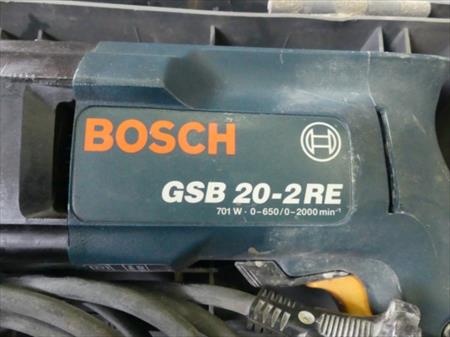 BOSCH
GSB 20-2RE
701 W · 0-650/0-2000 min⁻¹